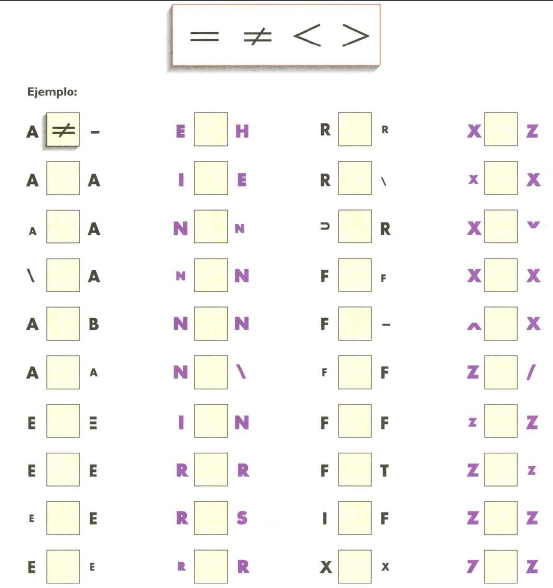 = ≠ < >
Ejemplo:
A ≠ – E H R R X Z
A A I E R \ x X
A A N N ⊃ R X ˅
\ A N N F F X X
A B N N F – ^ X
A A N \ F F Z /
E Ξ I N F F z Z
E E R R F T Z z
E E R S I F Z Z
E E R R X x 7 Z